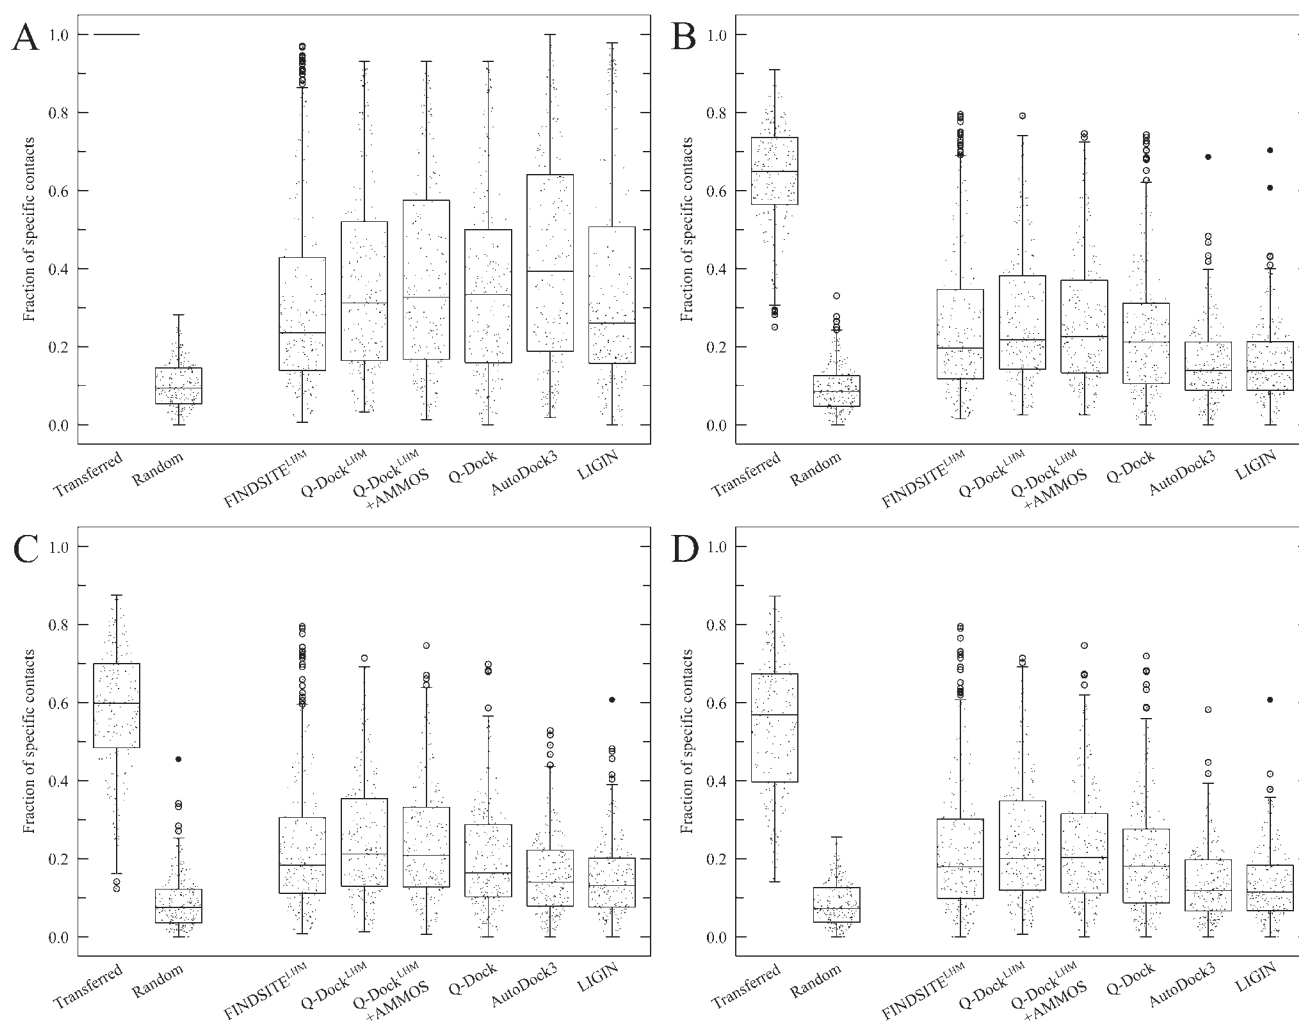 A
Fraction of specific contacts
1.0
0.8
0.6
0.4
0.2
0.0
Transferred
Random
FINDSITE^LHM
Q-Dock^LHM
Q-Dock^LHM
+AMMOS
Q-Dock
AutoDock3
LIGIN
B
Fraction of specific contacts
1.0
0.8
0.6
0.4
0.2
0.0
Transferred
Random
FINDSITE^LHM
Q-Dock^LHM
Q-Dock^LHM
+AMMOS
Q-Dock
AutoDock3
LIGIN
C
Fraction of specific contacts
1.0
0.8
0.6
0.4
0.2
0.0
Transferred
Random
FINDSITE^LHM
Q-Dock^LHM
Q-Dock^LHM
+AMMOS
Q-Dock
AutoDock3
LIGIN
D
Fraction of specific contacts
1.0
0.8
0.6
0.4
0.2
0.0
Transferred
Random
FINDSITE^LHM
Q-Dock^LHM
Q-Dock^LHM
+AMMOS
Q-Dock
AutoDock3
LIGIN